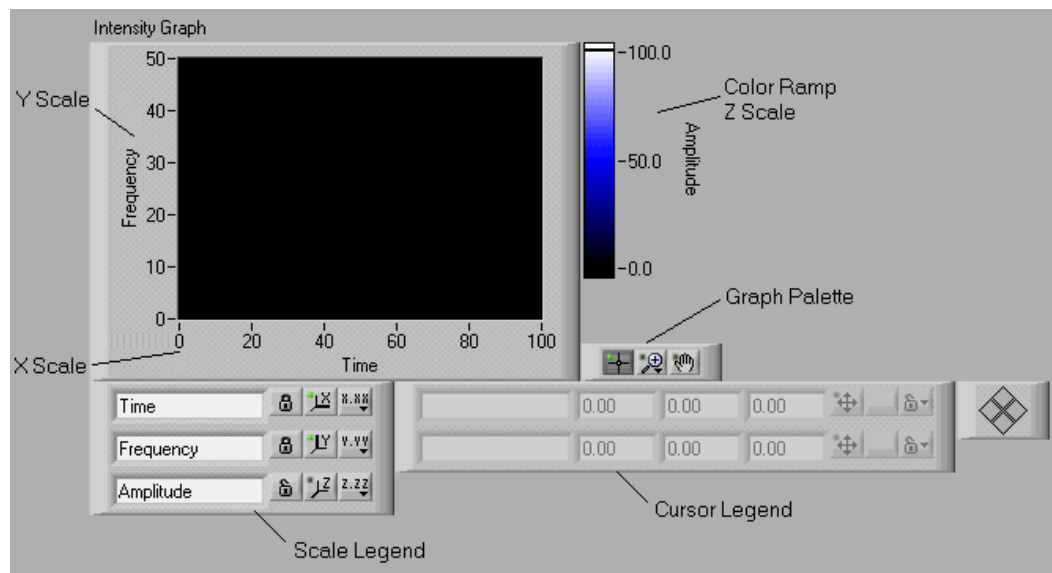 Intensity Graph
50
40
30
20
10
0
Frequency
0 20 40 60 80 100
Time
Y Scale
X Scale
100.0
50.0
0.0
Amplitude
Color Ramp
Z Scale
Graph Palette
Time X X.XX
Frequency Y Y.YY
Amplitude Z Z.ZZ
Scale Legend
0.00 0.00 0.00
0.00 0.00 0.00
Cursor Legend